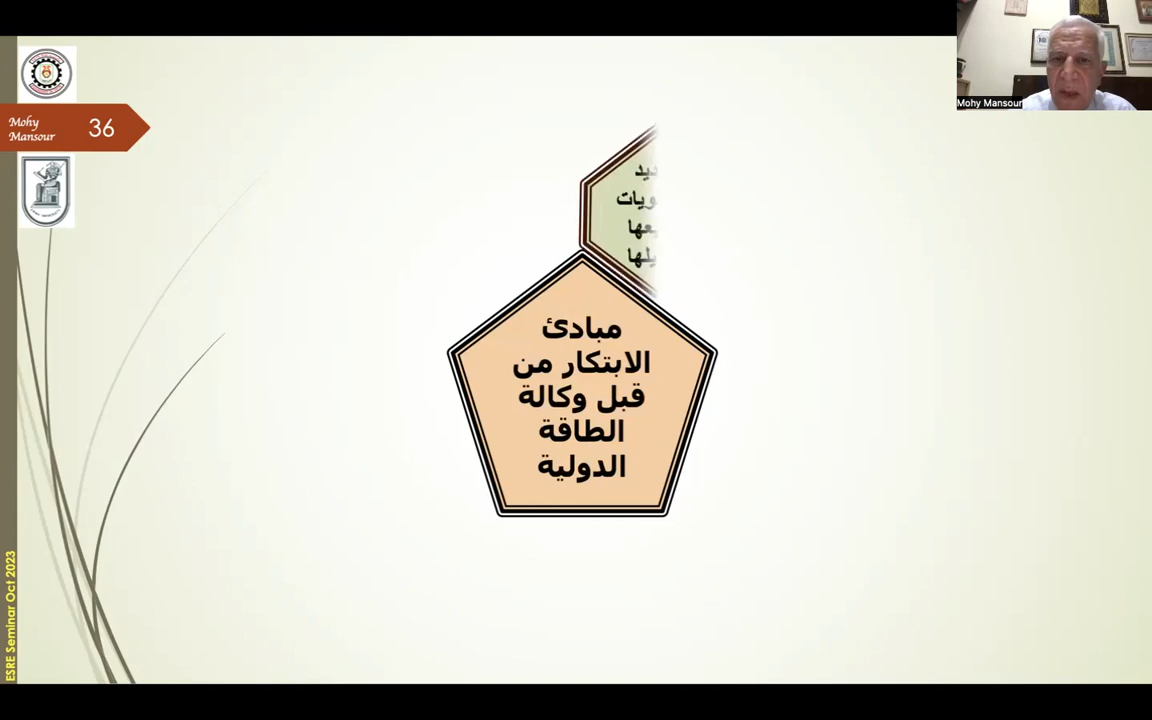 Mohy Mansour
Mohy
Mansour
36
مبادئ
الابتكار من
قبل وكالة
الطاقة
الدولية
ESRE Seminar Oct 2023